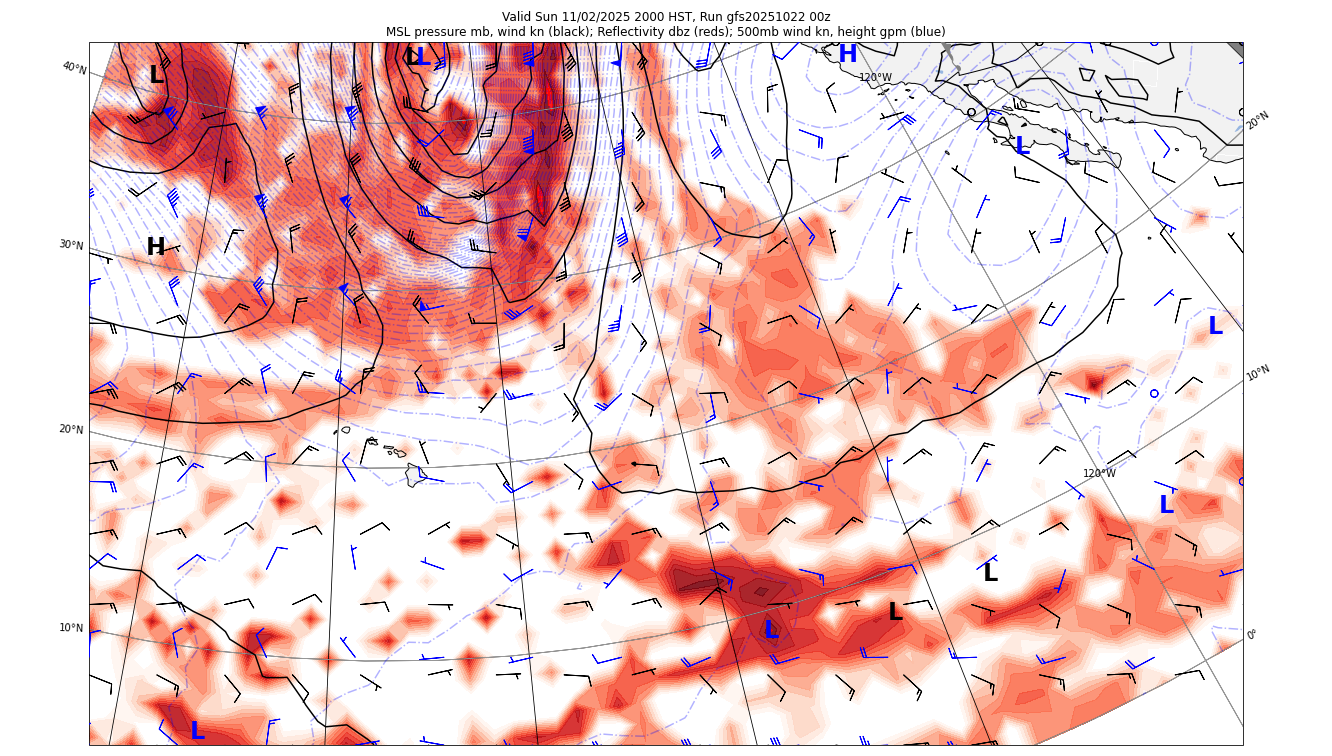 Valid Sun 11/02/2025 2000 HST, Run gfs20251022 00z
MSL pressure mb, wind kn (black); Reflectivity dbz (reds); 500mb wind kn, height gpm (blue)
L
L
H
40°N
L
120°W
20°N
L
H
30°N
L
10°N
20°N
120°W
L
L
L
10°N
L
0°
L